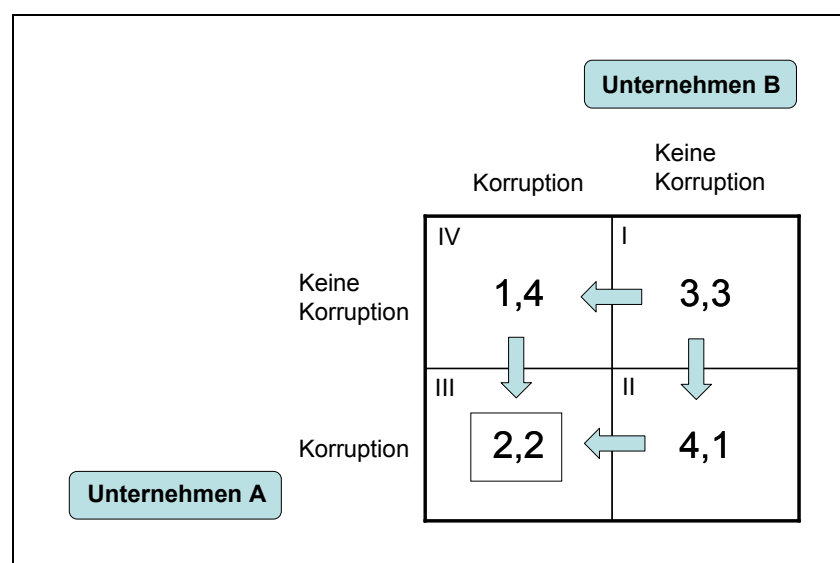 Unternehmen B
Korruption
Keine
Korruption
IV
I
Keine
Korruption
1,4
3,3
III
II
Korruption
2,2
4,1
Unternehmen A